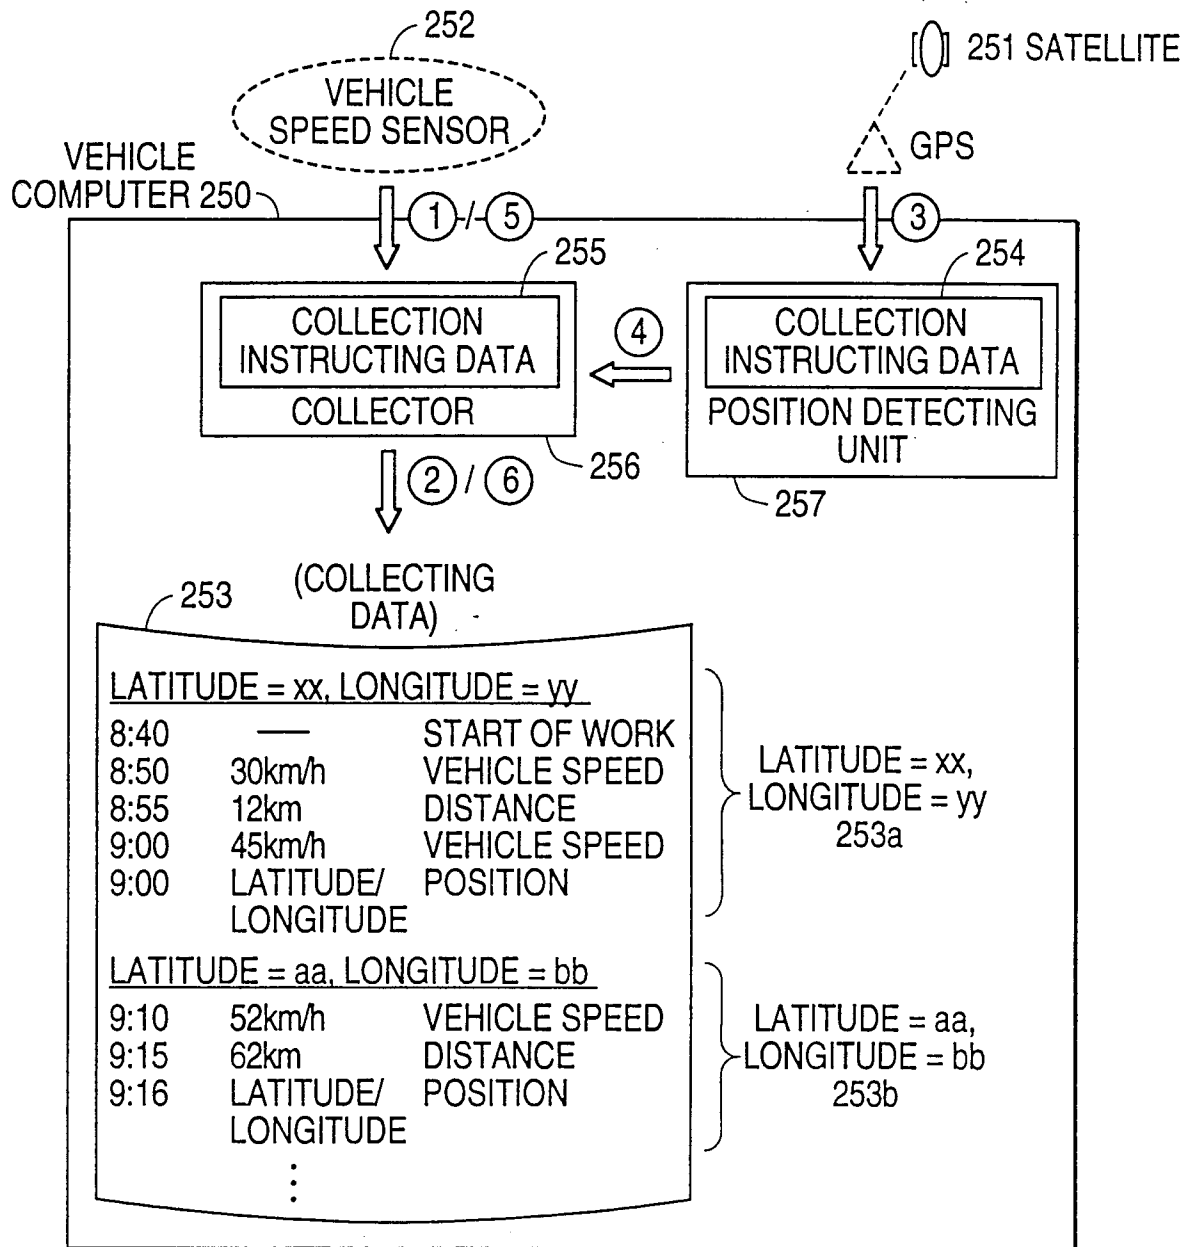 252
251 SATELLITE
VEHICLE
SPEED SENSOR
GPS
VEHICLE
COMPUTER 250
1 / 5
3
255
254
COLLECTION
INSTRUCTING DATA
COLLECTOR
4
COLLECTION
INSTRUCTING DATA
POSITION DETECTING
UNIT
256
257
2 / 6
(COLLECTING
DATA)
253
LATITUDE = xx, LONGITUDE = yy
8:40 — START OF WORK
8:50 30km/h VEHICLE SPEED
8:55 12km DISTANCE
9:00 45km/h VEHICLE SPEED
9:00 LATITUDE/ POSITION
LONGITUDE
LATITUDE = xx,
LONGITUDE = yy
253a
LATITUDE = aa, LONGITUDE = bb
9:10 52km/h VEHICLE SPEED
9:15 62km DISTANCE
9:16 LATITUDE/ POSITION
LONGITUDE
LATITUDE = aa,
LONGITUDE = bb
253b